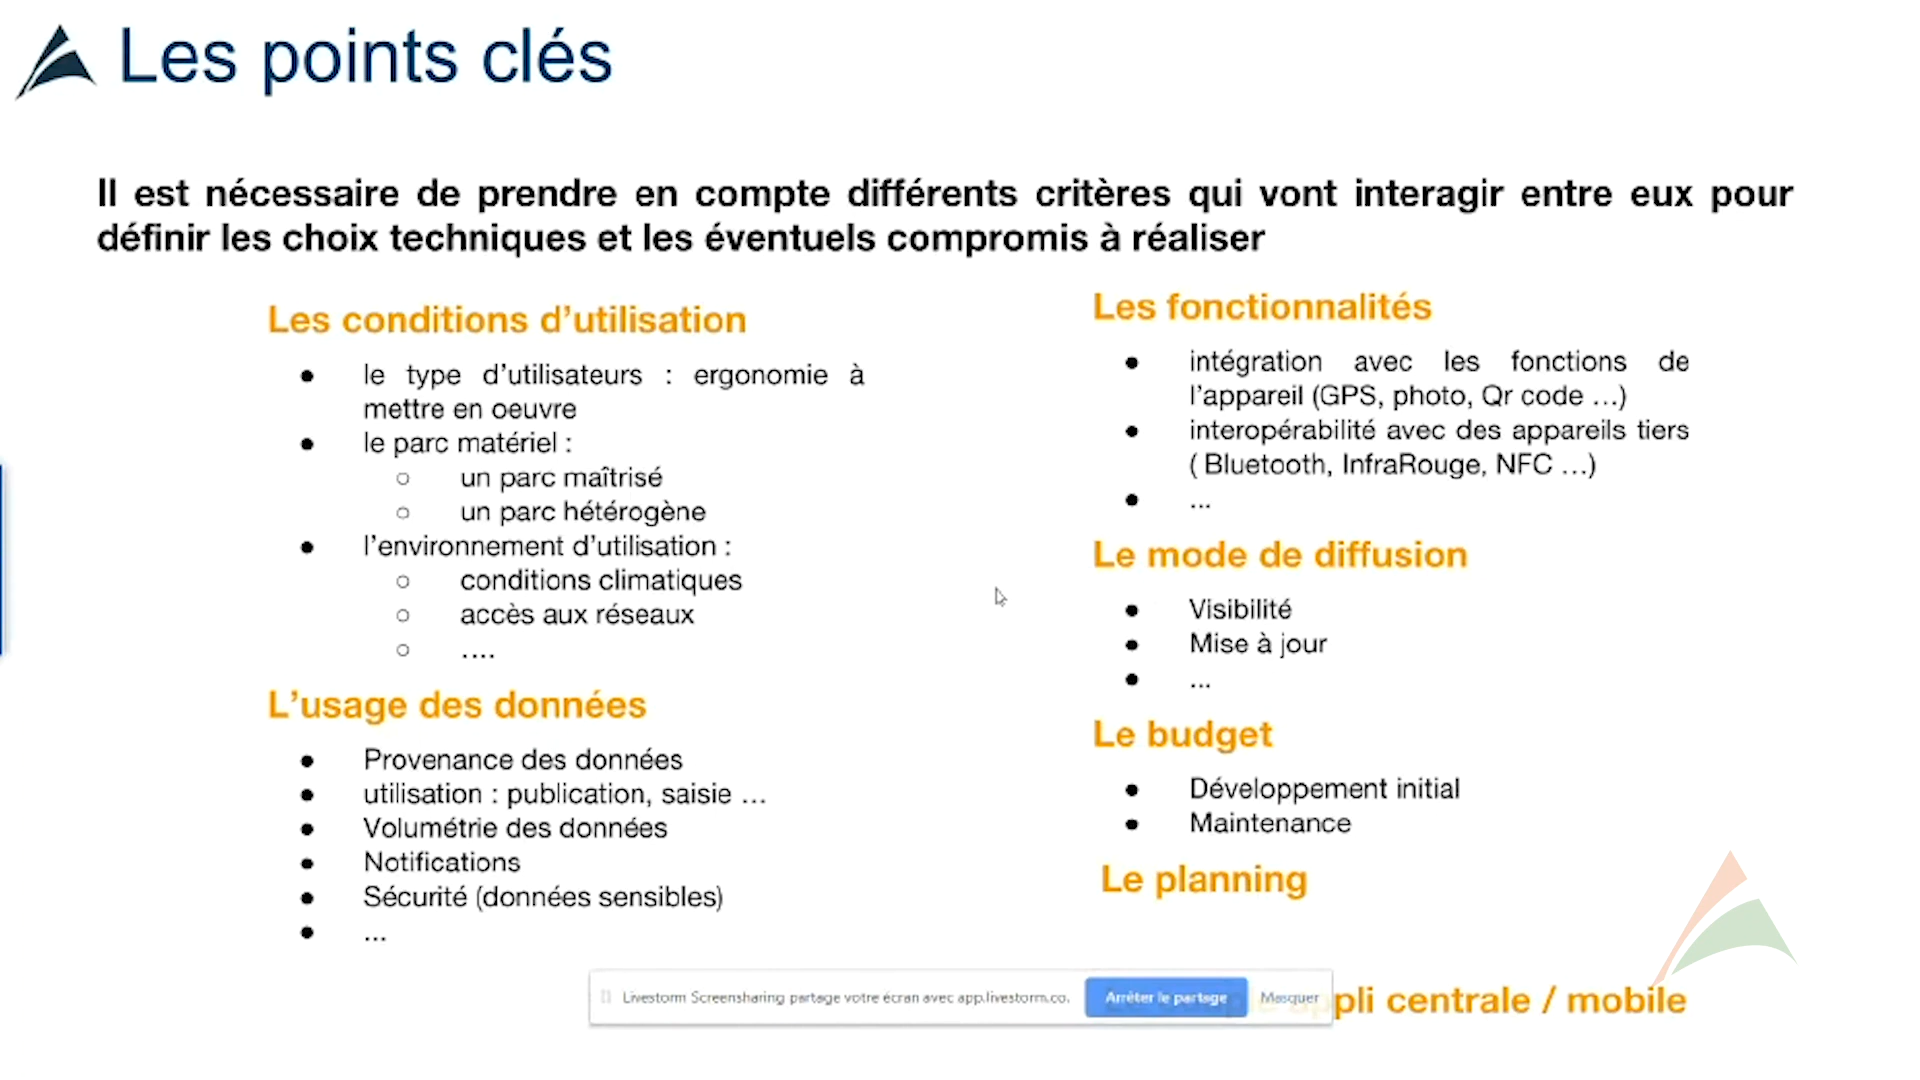 Les points clés
Il est nécessaire de prendre en compte différents critères qui vont interagir entre eux pour
définir les choix techniques et les éventuels compromis à réaliser
Les conditions d'utilisation
● le type d'utilisateurs : ergonomie à
mettre en oeuvre
● le parc matériel :
○ un parc maîtrisé
○ un parc hétérogène
● l'environnement d'utilisation :
○ conditions climatiques
○ accès aux réseaux
○ ....
L'usage des données
● Provenance des données
● utilisation : publication, saisie ...
● Volumétrie des données
● Notifications
● Sécurité (données sensibles)
● ...
Les fonctionnalités
● intégration avec les fonctions de
l'appareil (GPS, photo, Qr code ...)
● interopérabilité avec des appareils tiers
( Bluetooth, InfraRouge, NFC ...)
● ...
Le mode de diffusion
● Visibilité
● Mise à jour
● ...
Le budget
● Développement initial
● Maintenance
Le planning
centrale / mobile
Livestorm Screensharing partage votre écran avec app.livestorm.co.
Arrêter le partage
Masquer